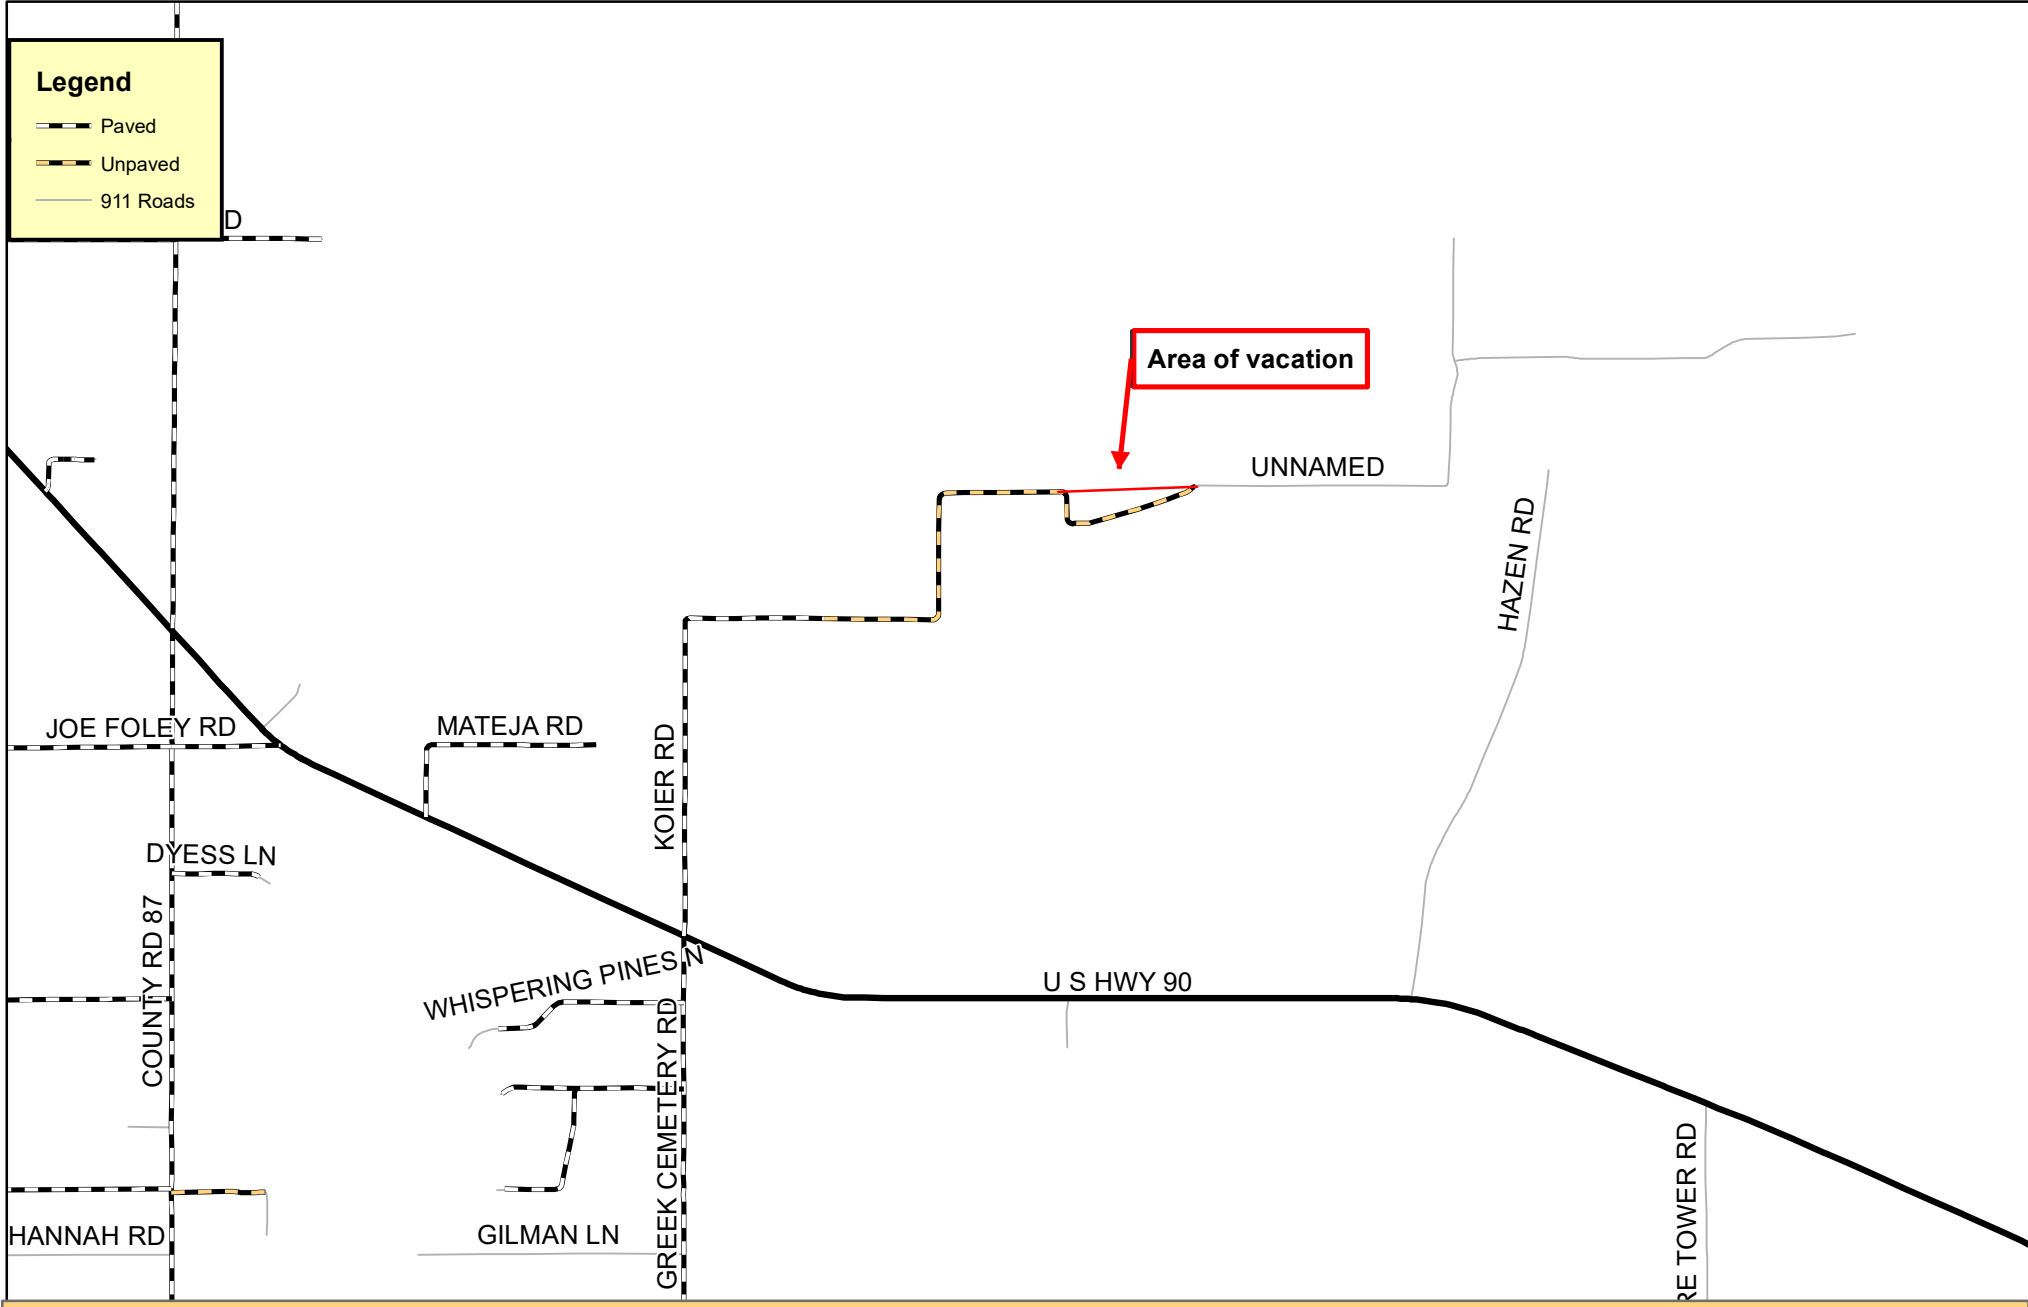 Legend
Paved
Unpaved
911 Roads
D
Area of vacation
UNNAMED
HAZEN RD
JOE FOLEY RD
MATEJA RD
KOIER RD
DYESS LN
COUNTY RD 87
WHISPERING PINES N
U S HWY 90
GREEK CEMETERY RD
RE TOWER RD
HANNAH RD
GILMAN LN